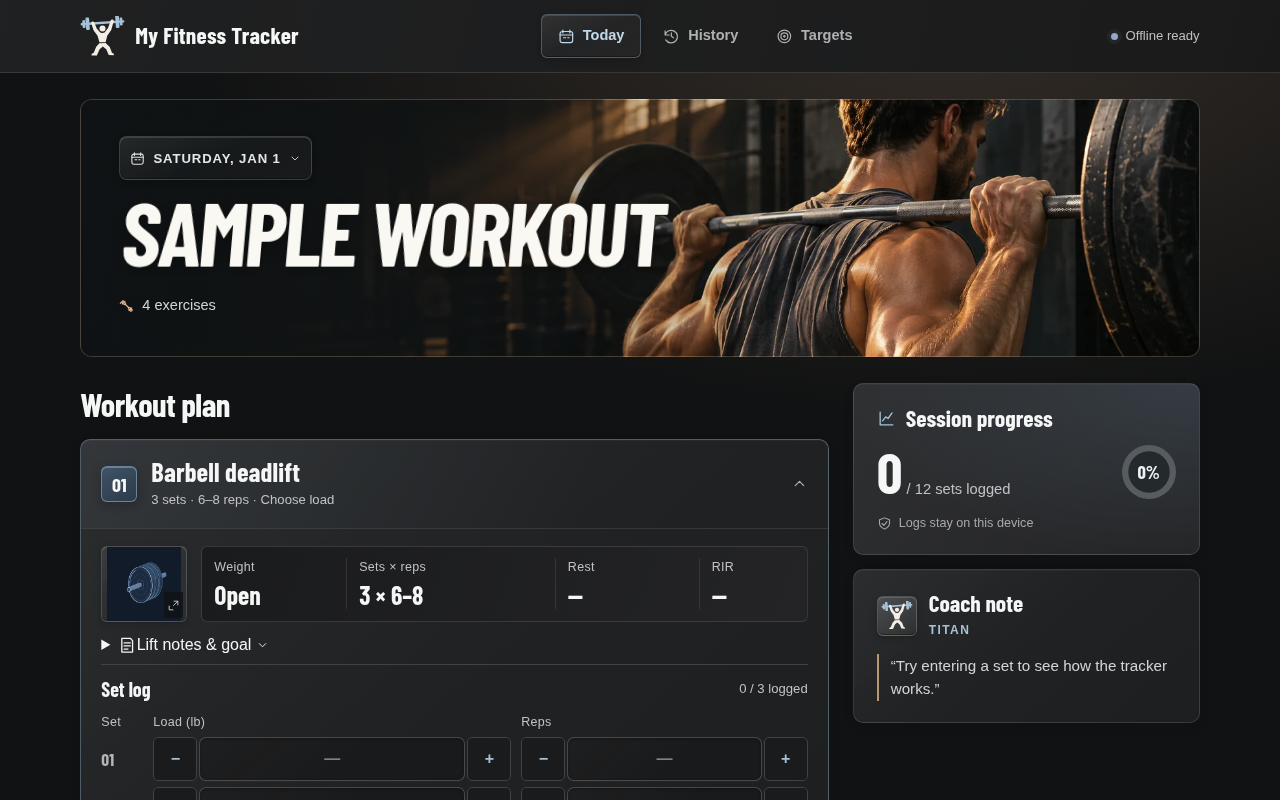 My Fitness Tracker
Today
History
Targets
Offline ready
SATURDAY, JAN 1
SAMPLE WORKOUT
4 exercises
Workout plan
01
Barbell deadlift
3 sets · 6–8 reps · Choose load
Weight
Open
Sets × reps
3 × 6–8
Rest
—
RIR
—
Lift notes & goal
Set log
0 / 3 logged
Set
Load (lb)
Reps
01
−
—
+
−
—
+
Session progress
0 / 12 sets logged
0%
Logs stay on this device
Coach note
TITAN
“Try entering a set to see how the tracker
works.”